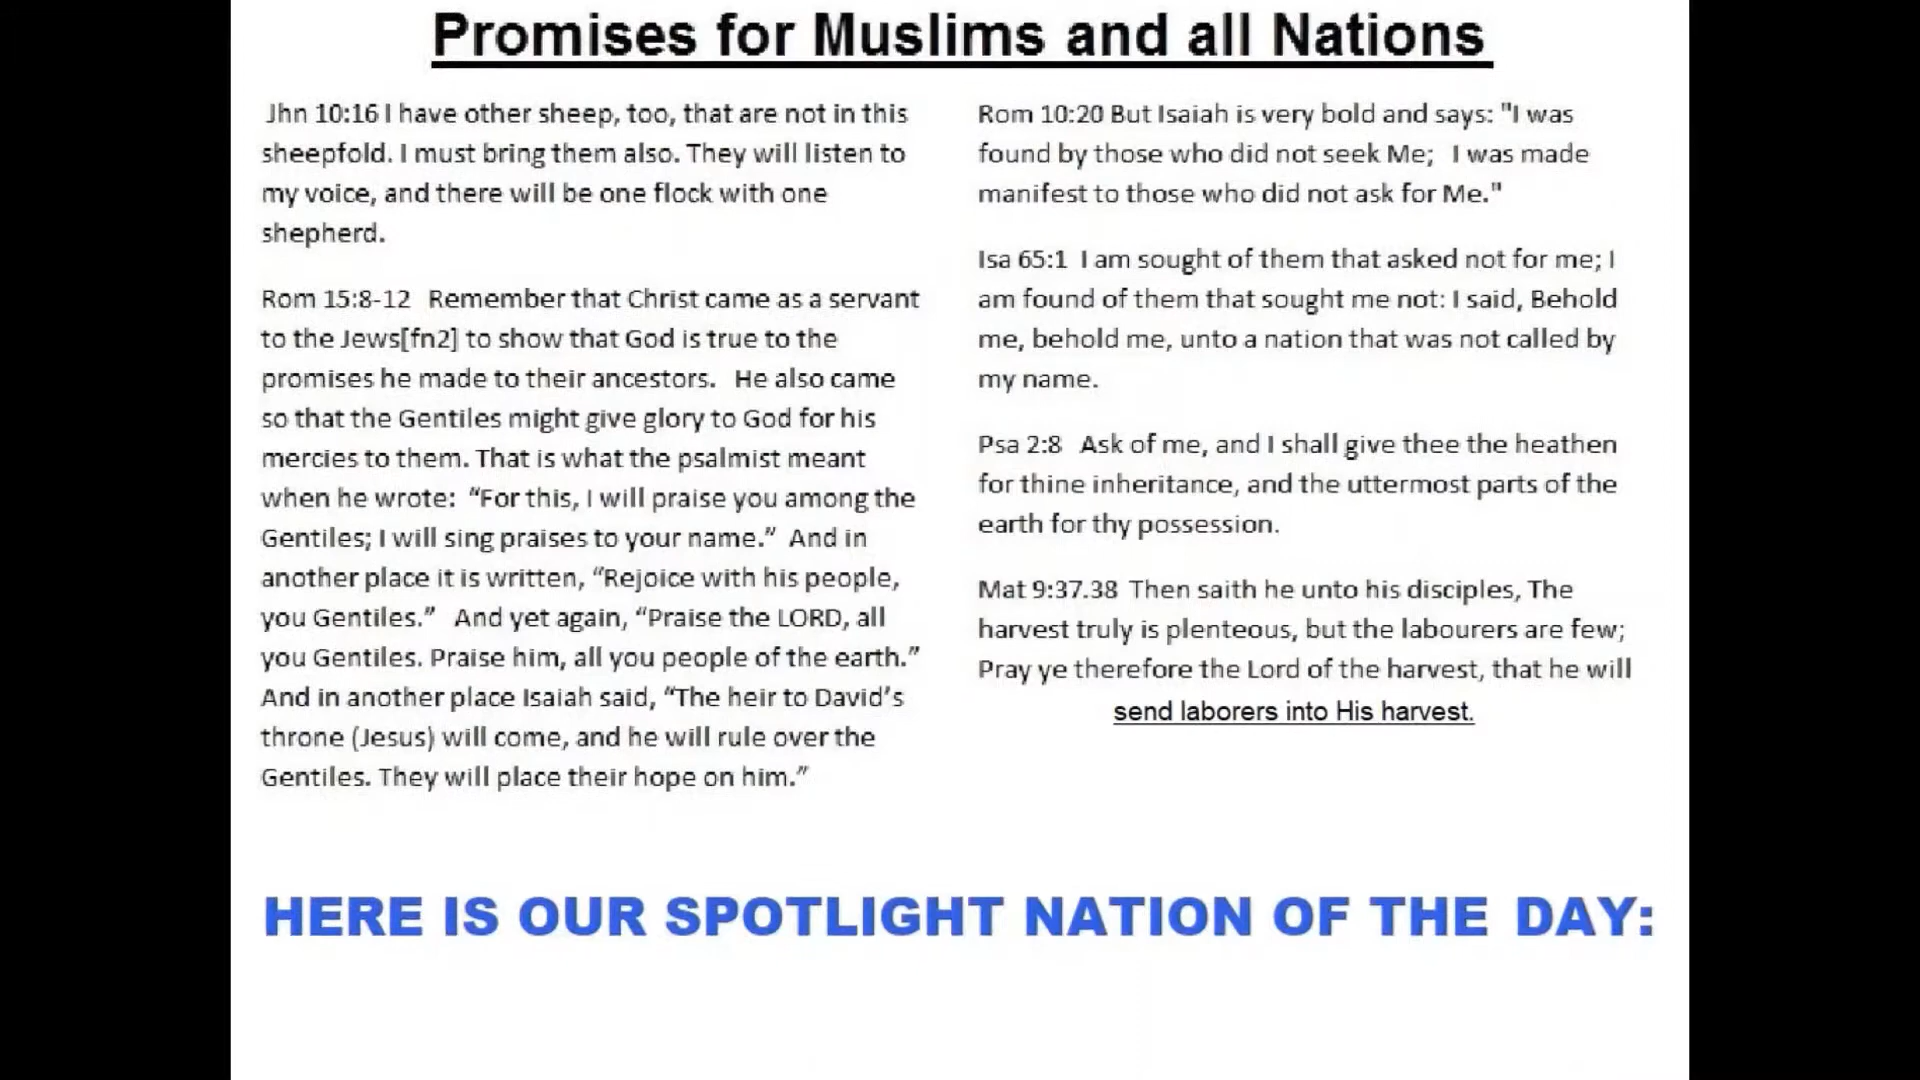 Promises for Muslims and all Nations
Jhn 10:16 I have other sheep, too, that are not in this
sheepfold. I must bring them also. They will listen to
my voice, and there will be one flock with one
shepherd.
Rom 15:8-12 Remember that Christ came as a servant
to the Jews[fn2] to show that God is true to the
promises he made to their ancestors. He also came
so that the Gentiles might give glory to God for his
mercies to them. That is what the psalmist meant
when he wrote: “For this, I will praise you among the
Gentiles; I will sing praises to your name.” And in
another place it is written, “Rejoice with his people,
you Gentiles.” And yet again, “Praise the LORD, all
you Gentiles. Praise him, all you people of the earth.”
And in another place Isaiah said, “The heir to David’s
throne (Jesus) will come, and he will rule over the
Gentiles. They will place their hope on him.”
Rom 10:20 But Isaiah is very bold and says: "I was
found by those who did not seek Me; I was made
manifest to those who did not ask for Me."
Isa 65:1 I am sought of them that asked not for me; I
am found of them that sought me not: I said, Behold
me, behold me, unto a nation that was not called by
my name.
Psa 2:8 Ask of me, and I shall give thee the heathen
for thine inheritance, and the uttermost parts of the
earth for thy possession.
Mat 9:37.38 Then saith he unto his disciples, The
harvest truly is plenteous, but the labourers are few;
Pray ye therefore the Lord of the harvest, that he will
send laborers into His harvest.
HERE IS OUR SPOTLIGHT NATION OF THE DAY: